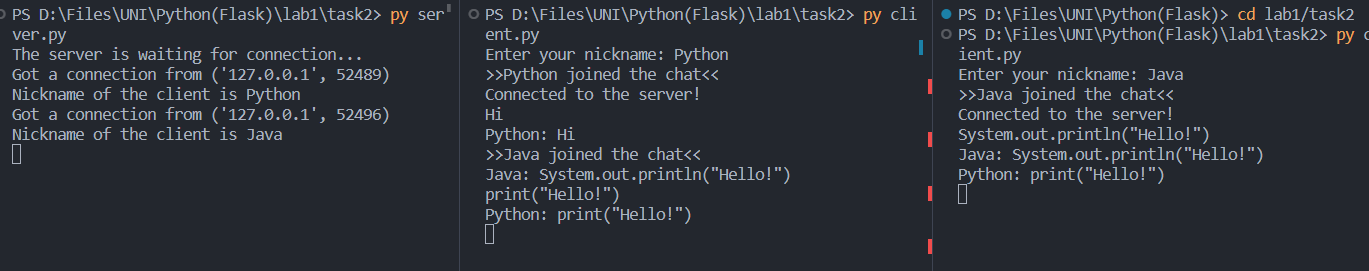 PS D:\Files\UNI\Python(Flask)\lab1\task2> py ser
ver.py
The server is waiting for connection...
Got a connection from ('127.0.0.1', 52489)
Nickname of the client is Python
Got a connection from ('127.0.0.1', 52496)
Nickname of the client is Java
PS D:\Files\UNI\Python(Flask)\lab1\task2> py cli
ent.py
Enter your nickname: Python
>>Python joined the chat<<
Connected to the server!
Hi
Python: Hi
>>Java joined the chat<<
Java: System.out.println("Hello!")
print("Hello!")
Python: print("Hello!")
PS D:\Files\UNI\Python(Flask)> cd lab1/task2
PS D:\Files\UNI\Python(Flask)\lab1\task2> py c
ient.py
Enter your nickname: Java
>>Java joined the chat<<
Connected to the server!
System.out.println("Hello!")
Java: System.out.println("Hello!")
Python: print("Hello!")